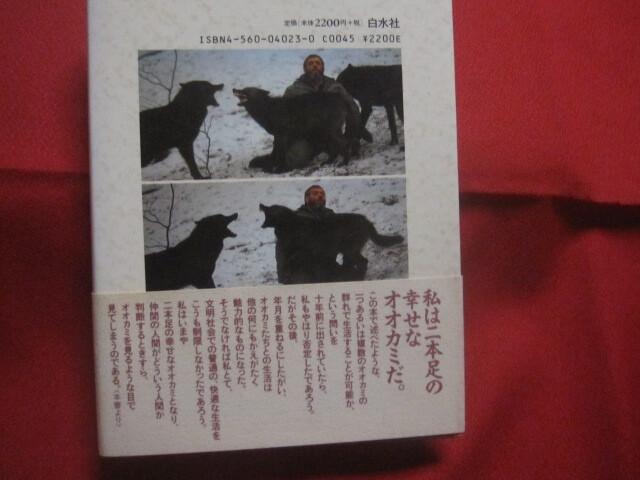 定価(本体2200円+税) 白水社
ISBN4-560-04023-0 C0045 ¥2200E
私は二本足の
幸せな
オオカミだ。
この本で述べたような、
一つあるいは複数のオオカミの
群れで生活することが可能か、
という問いを
十年前に出されていたら、
私もやはり否定したであろう。
だがその後、
年月を重ねるにしたがい、
オオカミたちとの生活は
他の何にもかえがたく
魅力的なものになった。
そうでなければ私とて、
文明社会での普通の、快適な生活を
こうも制限しなかったであろう。
私はいまや
二本足の幸せなオオカミとなり、
仲間の人間がどういう人間か
判断するときすら、
オオカミを見るような目で
見てしまうのである。(本書より)